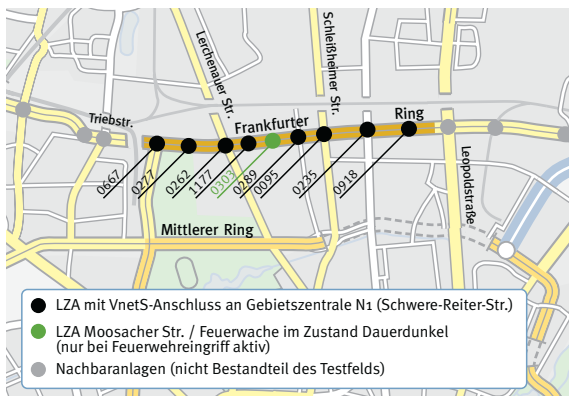 Lerchenauer Str.
Schleißheimer Str.
Triebstr.
Frankfurter
Ring
Leopoldstraße
0667
0277
0262
1177
0303
0289
0095
0235
0918
Mittlerer Ring
LZA mit VnetS-Anschluss an Gebietszentrale N1 (Schwere-Reiter-Str.)
LZA Moosacher Str. / Feuerwache im Zustand Dauerdunkel
(nur bei Feuerwehreingriff aktiv)
Nachbaranlagen (nicht Bestandteil des Testfelds)